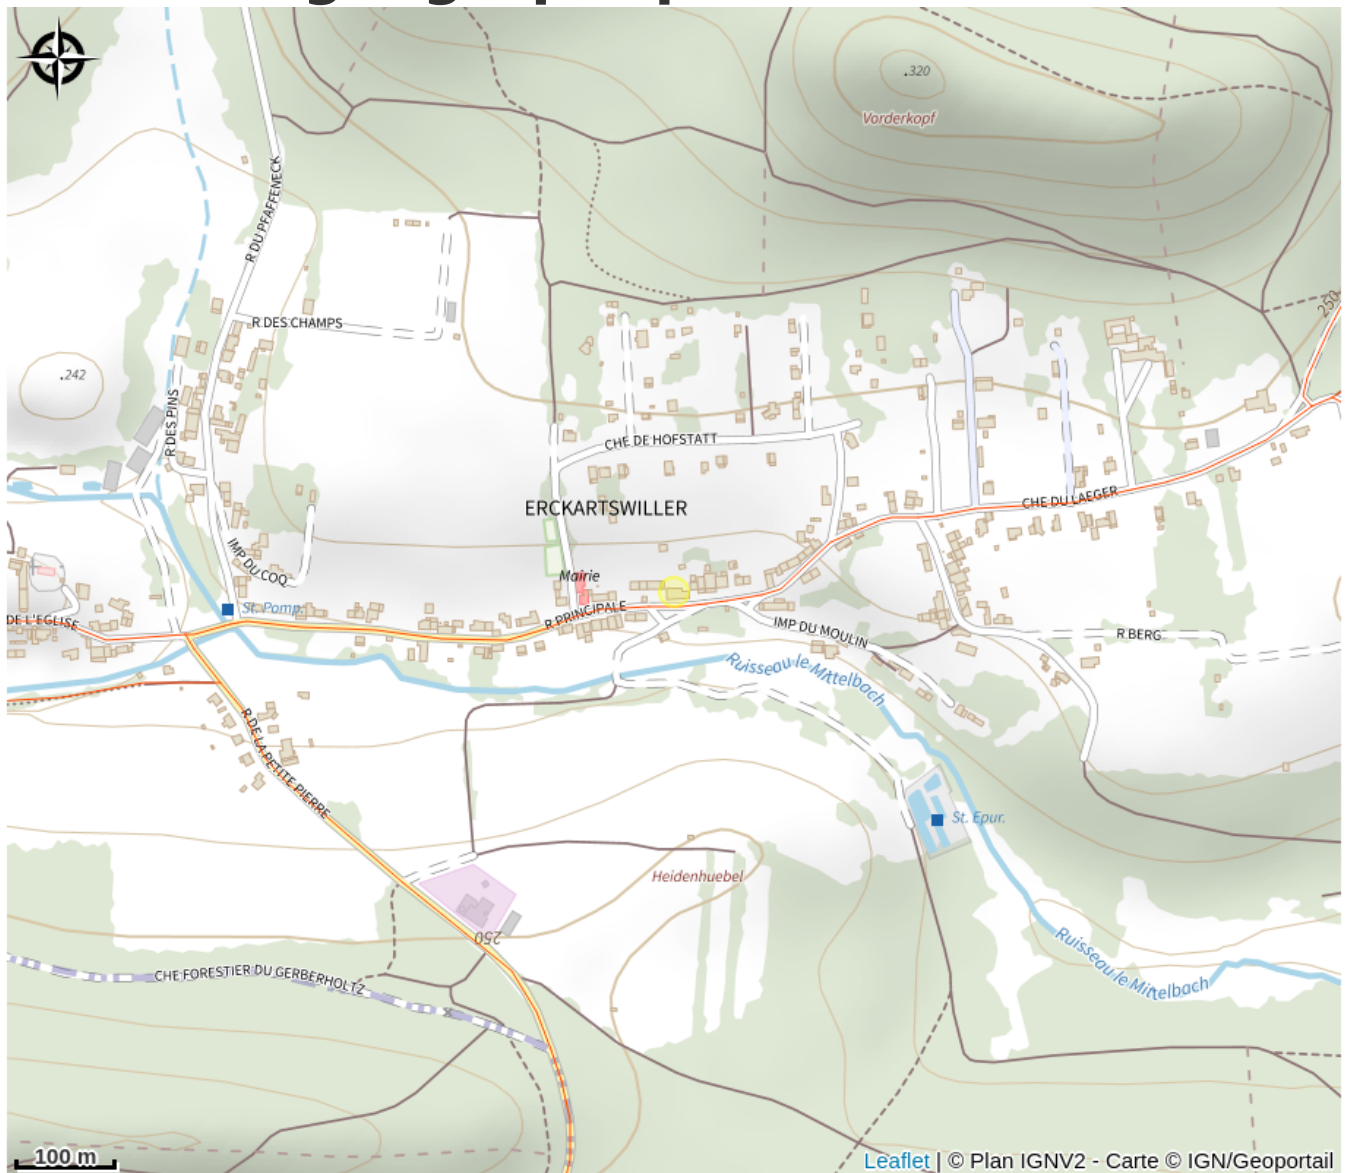 .320
Vorderkopf
R DU PFAFFENECK
250
R DES CHAMPS
.242
R DES PINS
CHE DE HOFSTATT
CHE DU LAEGER
ERCKARTSWILLER
IMP DU COQ
Mairie
St. Pomp.
R PRINCIPALE
DE L'EGLISE
IMP DU MOULIN
R BERG
Ruisseau le Mittelbach
R DE LA PETITE PIERRE
St. Epur.
Heidenhuebel
250
Ruisseau le Mittelbach
CHE FORESTIER DU GERBERHOLTZ
100 m
Leaflet | © Plan IGNV2 - Carte © IGN/Geoportail